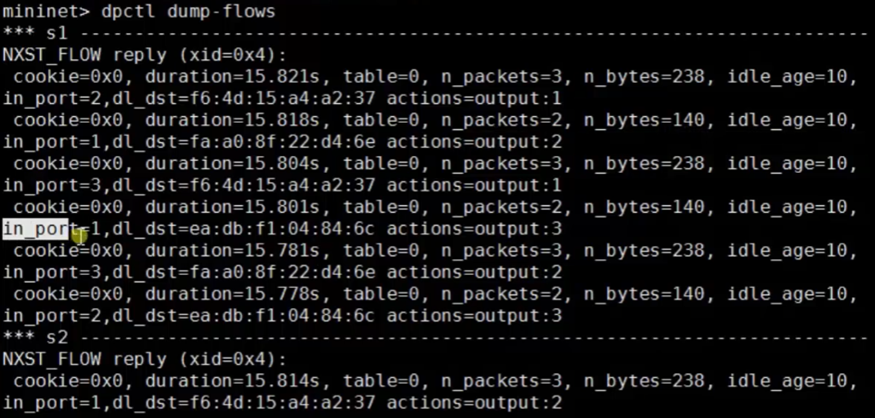 mininet> dpctl dump-flows
*** s1 ------------------------------------------------------------------------
NXST_FLOW reply (xid=0x4):
 cookie=0x0, duration=15.821s, table=0, n_packets=3, n_bytes=238, idle_age=10,
in_port=2,dl_dst=f6:4d:15:a4:a2:37 actions=output:1
 cookie=0x0, duration=15.818s, table=0, n_packets=2, n_bytes=140, idle_age=10,
in_port=1,dl_dst=fa:a0:8f:22:d4:6e actions=output:2
 cookie=0x0, duration=15.804s, table=0, n_packets=3, n_bytes=238, idle_age=10,
in_port=3,dl_dst=f6:4d:15:a4:a2:37 actions=output:1
 cookie=0x0, duration=15.801s, table=0, n_packets=2, n_bytes=140, idle_age=10,
in_port=1,dl_dst=ea:db:f1:04:84:6c actions=output:3
 cookie=0x0, duration=15.781s, table=0, n_packets=3, n_bytes=238, idle_age=10,
in_port=3,dl_dst=fa:a0:8f:22:d4:6e actions=output:2
 cookie=0x0, duration=15.778s, table=0, n_packets=2, n_bytes=140, idle_age=10,
in_port=2,dl_dst=ea:db:f1:04:84:6c actions=output:3
*** s2 ------------------------------------------------------------------------
NXST_FLOW reply (xid=0x4):
 cookie=0x0, duration=15.814s, table=0, n_packets=3, n_bytes=238, idle_age=10,
in_port=1,dl_dst=f6:4d:15:a4:a2:37 actions=output:2